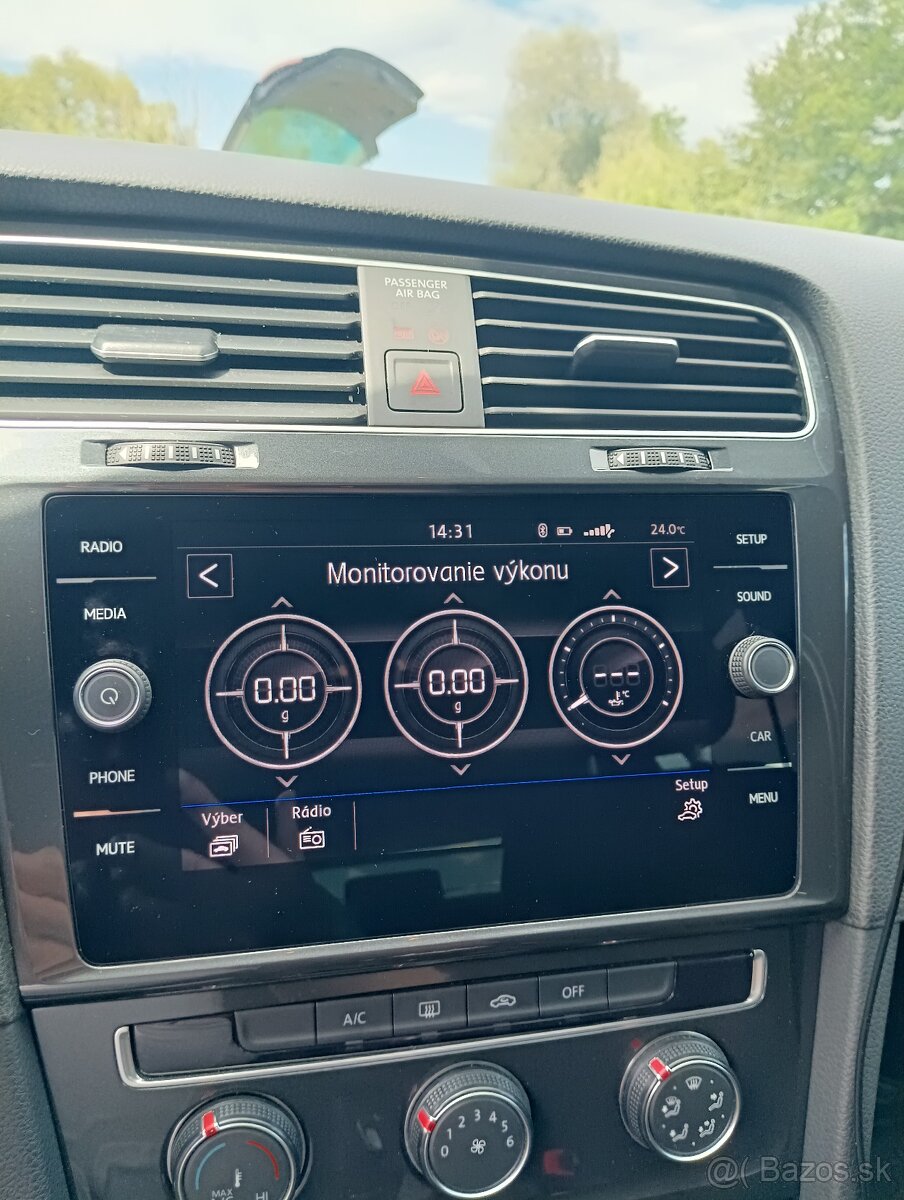 PASSENGER
AIR BAG
RADIO
14:31
24.0°C
SETUP
<
Monitorovanie výkonu
>
MEDIA
SOUND
0.00
g
0.00
g
---
°C
PHONE
CAR
Výber
Rádio
Setup
MENU
MUTE
A/C
OFF
0 1 2 3 4 5 6
MAX
HI
Bazos.sk